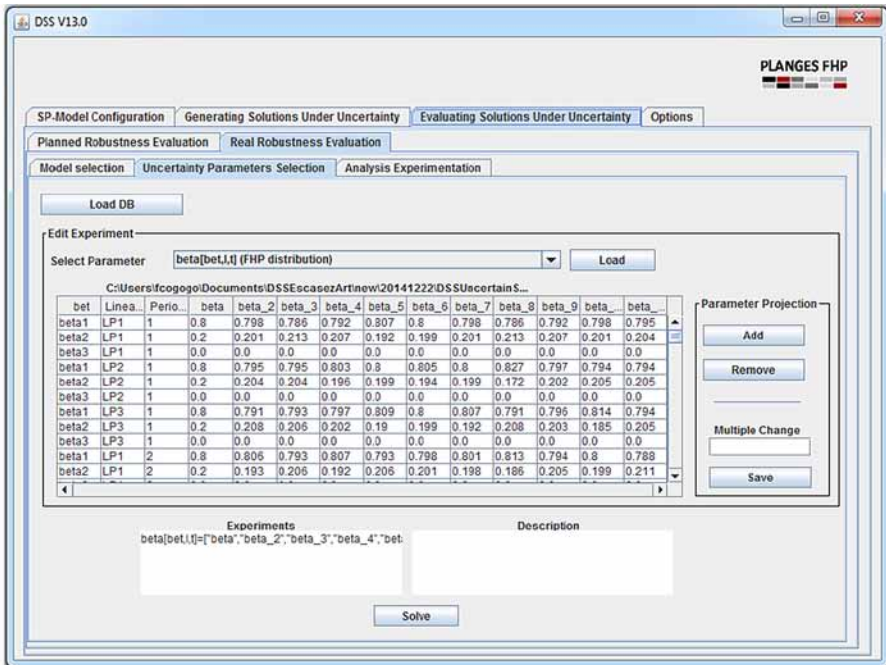 DSS V13.0
PLANGES FHP
SP-Model Configuration Generating Solutions Under Uncertainty Evaluating Solutions Under Uncertainty Options
Planned Robustness Evaluation Real Robustness Evaluation
Model selection Uncertainty Parameters Selection Analysis Experimentation
Load DB
Edit Experiment
Select Parameter beta[bet,l,t] (FHP distribution) Load
C:\Users\fcogogo\Documents\DSSEscasezArt\new\20141222\DSSUncertain$...
bet Linea... Perio... beta beta_2 beta_3 beta_4 beta_5 beta_6 beta_7 beta_8 beta_9 beta_... beta_...
beta1 LP1 1 0.8 0.798 0.786 0.792 0.807 0.8 0.798 0.786 0.792 0.798 0.795
beta2 LP1 1 0.2 0.201 0.213 0.207 0.192 0.199 0.201 0.213 0.207 0.201 0.204
beta3 LP1 1 0.0 0.0 0.0 0.0 0.0 0.0 0.0 0.0 0.0 0.0 0.0
beta1 LP2 1 0.8 0.795 0.795 0.803 0.8 0.805 0.8 0.827 0.797 0.794 0.794
beta2 LP2 1 0.2 0.204 0.204 0.196 0.199 0.194 0.199 0.172 0.202 0.205 0.205
beta3 LP2 1 0.0 0.0 0.0 0.0 0.0 0.0 0.0 0.0 0.0 0.0 0.0
beta1 LP3 1 0.8 0.791 0.793 0.797 0.809 0.8 0.807 0.791 0.796 0.814 0.794
beta2 LP3 1 0.2 0.208 0.206 0.202 0.19 0.199 0.192 0.208 0.203 0.185 0.205
beta3 LP3 1 0.0 0.0 0.0 0.0 0.0 0.0 0.0 0.0 0.0 0.0 0.0
beta1 LP1 2 0.8 0.806 0.793 0.807 0.793 0.798 0.801 0.813 0.794 0.8 0.788
beta2 LP1 2 0.2 0.193 0.206 0.192 0.206 0.201 0.198 0.186 0.205 0.199 0.211
Parameter Projection
Add
Remove
Multiple Change
Save
Experiments Description
beta[bet,l,t]=["beta","beta_2","beta_3","beta_4","bet
Solve